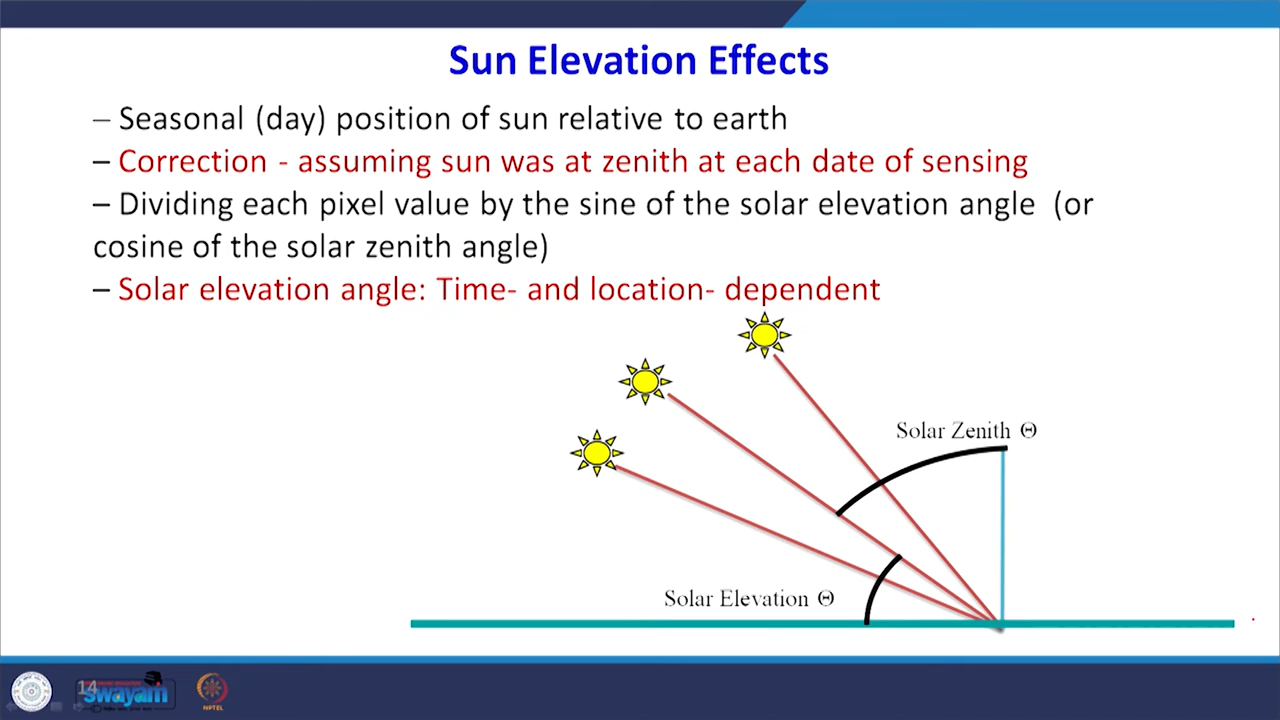 Sun Elevation Effects
– Seasonal (day) position of sun relative to earth
– Correction - assuming sun was at zenith at each date of sensing
– Dividing each pixel value by the sine of the solar elevation angle (or
cosine of the solar zenith angle)
– Solar elevation angle: Time- and location- dependent
Solar Zenith Θ
Solar Elevation Θ
14
swayam
NPTEL